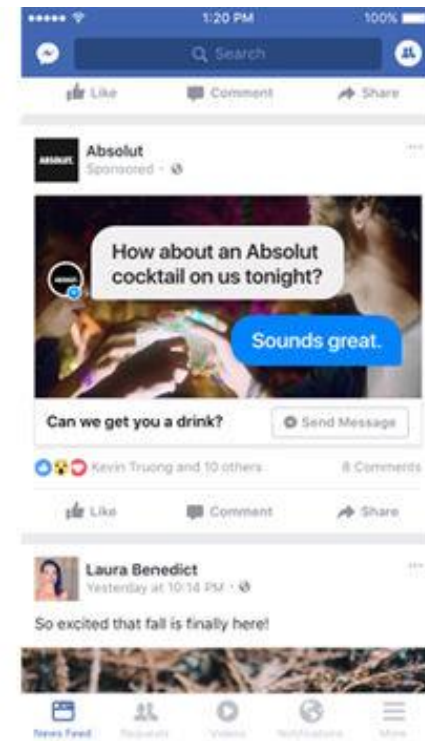 1:20 PM 100%
Search
Like Comment Share
ABSOLUT.
Absolut
Sponsored
How about an Absolut
cocktail on us tonight?
Sounds great.
Can we get you a drink? Send Message
Kevin Truong and 10 others 8 Comments
Like Comment Share
Laura Benedict
Yesterday at 10:14 PM
So excited that fall is finally here!
News Feed Requests Videos Notifications More